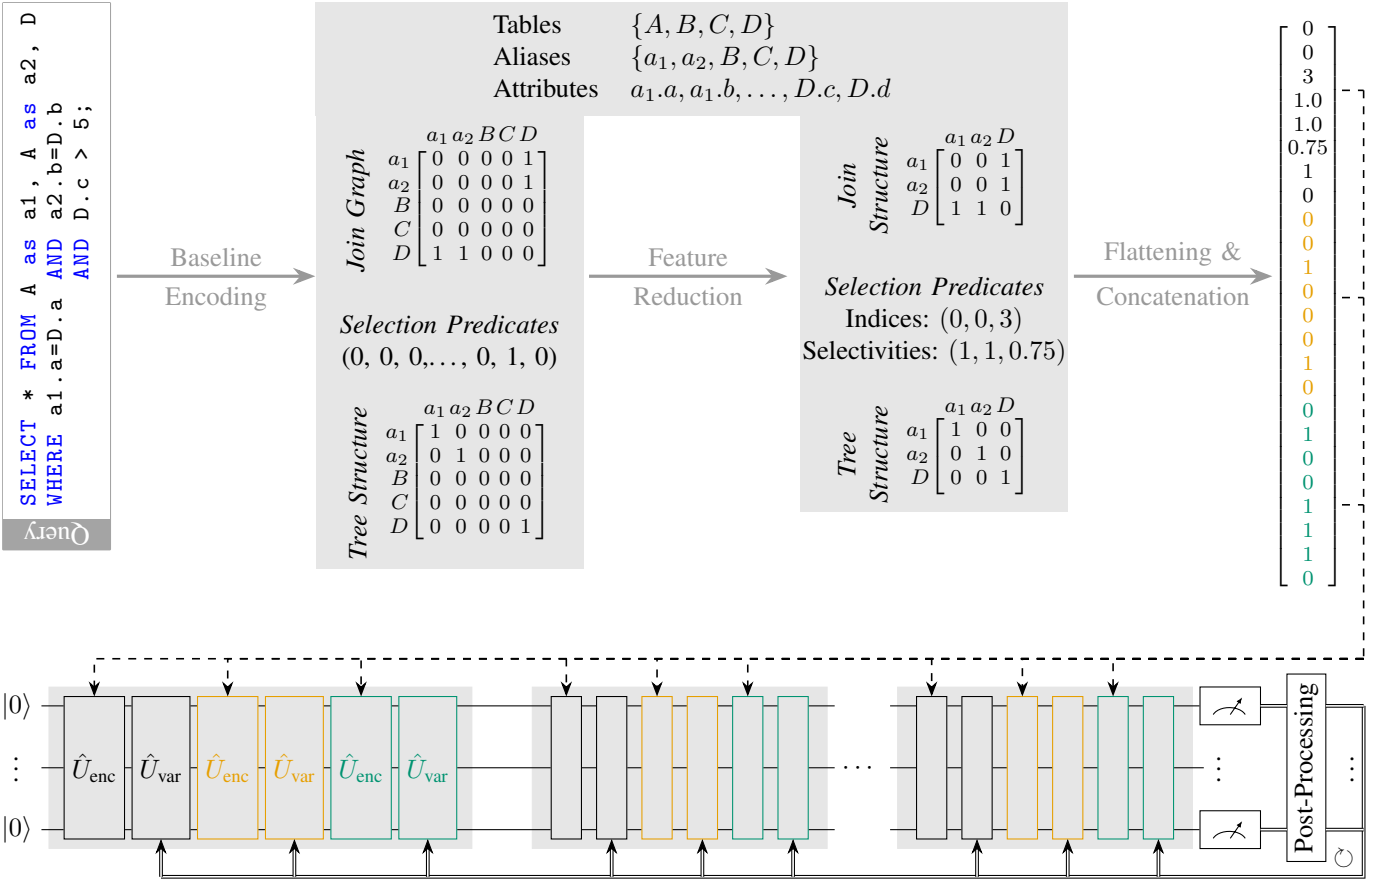 SELECT * FROM A as a1, A as a2, D
WHERE a1.a=D.a AND a2.b=D.b
AND D.c > 5;
Query
Baseline
Encoding
Tables {A, B, C, D}
Aliases {a₁, a₂, B, C, D}
Attributes a₁.a, a₁.b, . . . , D.c, D.d
Join Graph
a₁ a₂ B C D
a₁ 0 0 0 0 1
a₂ 0 0 0 0 1
B 0 0 0 0 0
C 0 0 0 0 0
D 1 1 0 0 0
Selection Predicates
(0, 0, 0,. . . , 0, 1, 0)
Tree Structure
a₁ a₂ B C D
a₁ 1 0 0 0 0
a₂ 0 1 0 0 0
B 0 0 0 0 0
C 0 0 0 0 0
D 0 0 0 0 1
Feature
Reduction
Join
Structure
a₁ a₂ D
a₁ 0 0 1
a₂ 0 0 1
D 1 1 0
Selection Predicates
Indices: (0, 0, 3)
Selectivities: (1, 1, 0.75)
Tree
Structure
a₁ a₂ D
a₁ 1 0 0
a₂ 0 1 0
D 0 0 1
Flattening &
Concatenation
0
0
3
1.0
1.0
0.75
1
0
0
0
1
0
0
0
1
0
0
1
0
0
1
1
1
0
|0⟩
⋮
|0⟩
Û_enc Û_var Û_enc Û_var Û_enc Û_var
· · ·
⋮
Post-Processing
⋮
↻